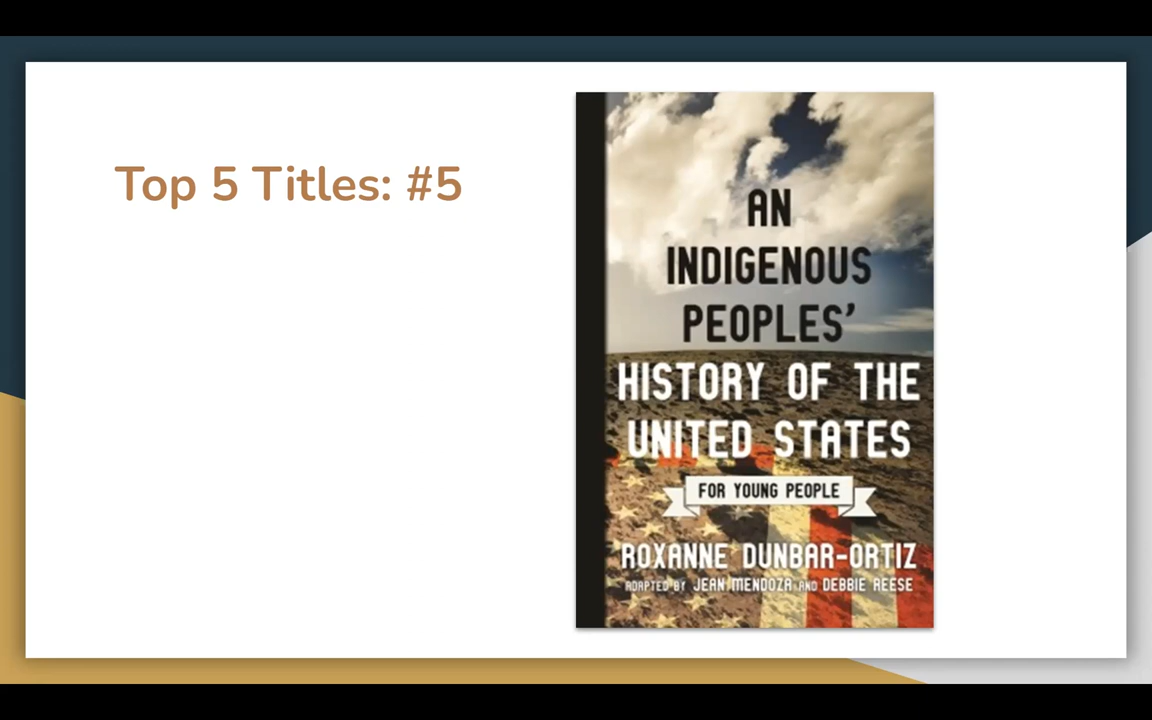 Top 5 Titles: #5
AN
INDIGENOUS
PEOPLES’
HISTORY OF THE
UNITED STATES
FOR YOUNG PEOPLE
ROXANNE DUNBAR-ORTIZ
ADAPTED BY JEAN MENDOZA AND DEBBIE REESE